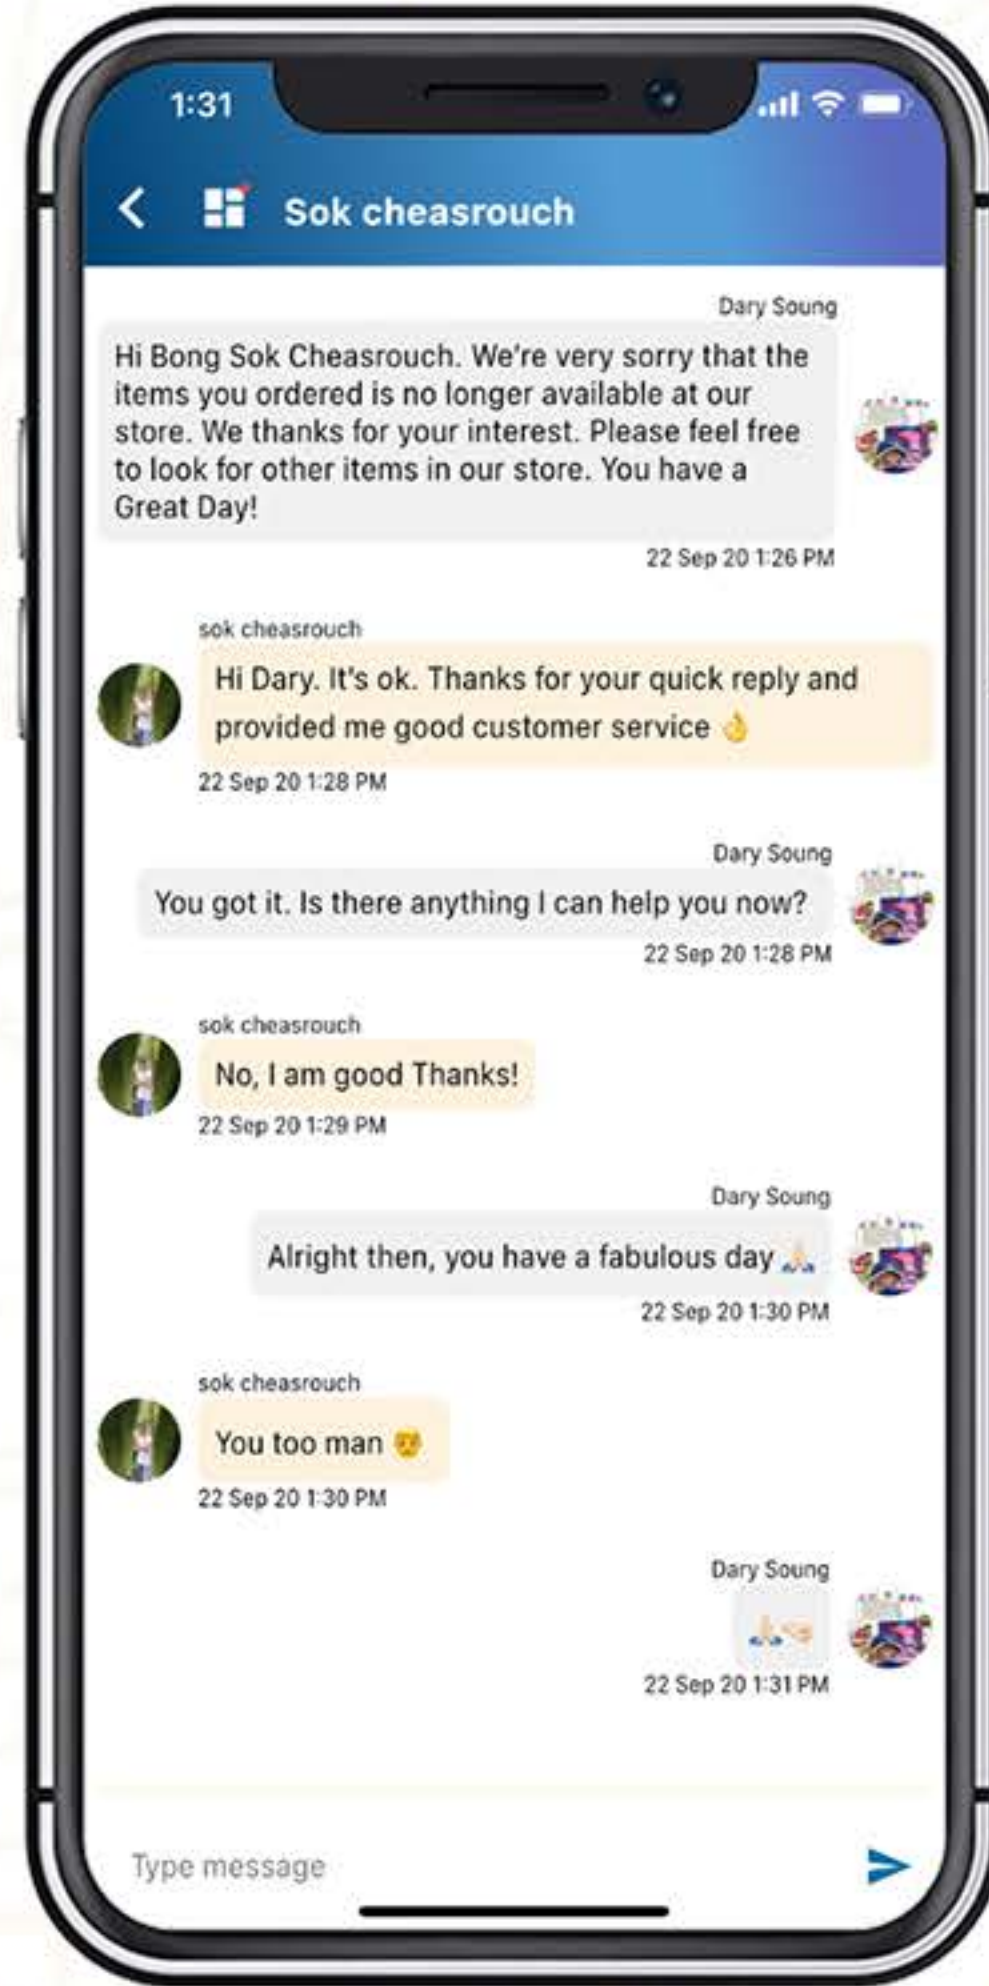 1:31
Sok cheasrouch
Dary Soung
Hi Bong Sok Cheasrouch. We're very sorry that the
items you ordered is no longer available at our
store. We thanks for your interest. Please feel free
to look for other items in our store. You have a
Great Day!
22 Sep 20 1:26 PM
sok cheasrouch
Hi Dary. It's ok. Thanks for your quick reply and
provided me good customer service 👌
22 Sep 20 1:28 PM
Dary Soung
You got it. Is there anything I can help you now?
22 Sep 20 1:28 PM
sok cheasrouch
No, I am good Thanks!
22 Sep 20 1:29 PM
Dary Soung
Alright then, you have a fabulous day 🙏🏻
22 Sep 20 1:30 PM
sok cheasrouch
You too man
22 Sep 20 1:30 PM
Dary Soung
22 Sep 20 1:31 PM
Type message